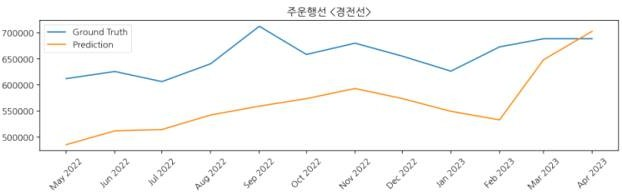 주운행선 <경전선>
Ground Truth
Prediction
700000
650000
600000
550000
500000
May 2022
Jun 2022
Jul 2022
Aug 2022
Sep 2022
Oct 2022
Nov 2022
Dec 2022
Jan 2023
Feb 2023
Mar 2023
Apr 2023